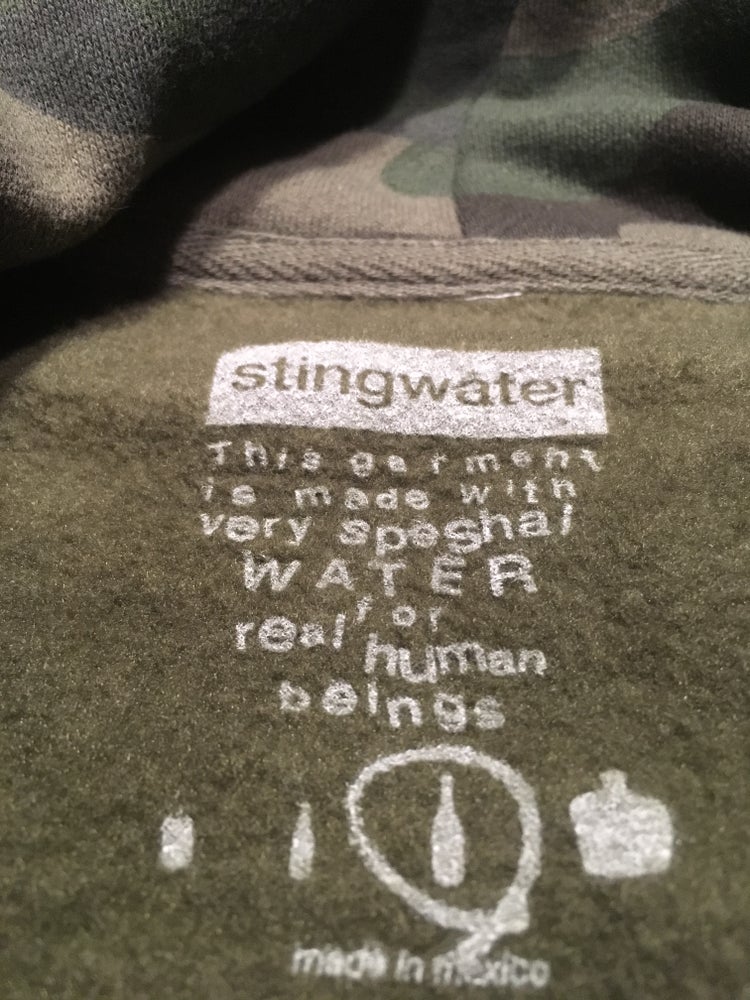 stingwater
This garment
is made with
very speshal
WATER
for
real human
beings
made in mexico